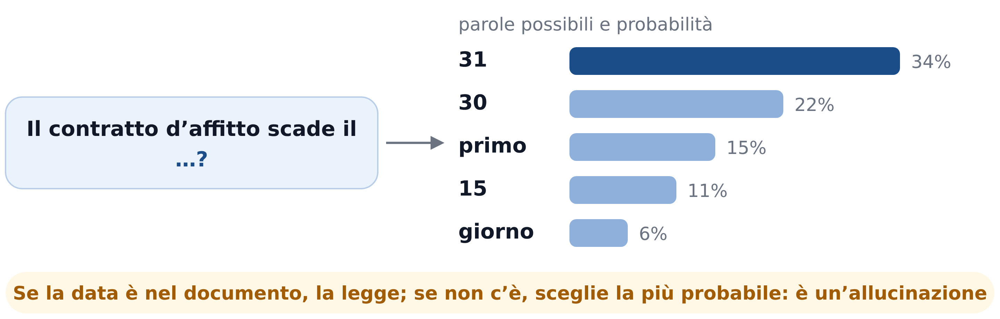 parole possibili e probabilità
31 34%
30 22%
Il contratto d’affitto scade il
…?
primo 15%
15 11%
giorno 6%
Se la data è nel documento, la legge; se non c’è, sceglie la più probabile: è un’allucinazione